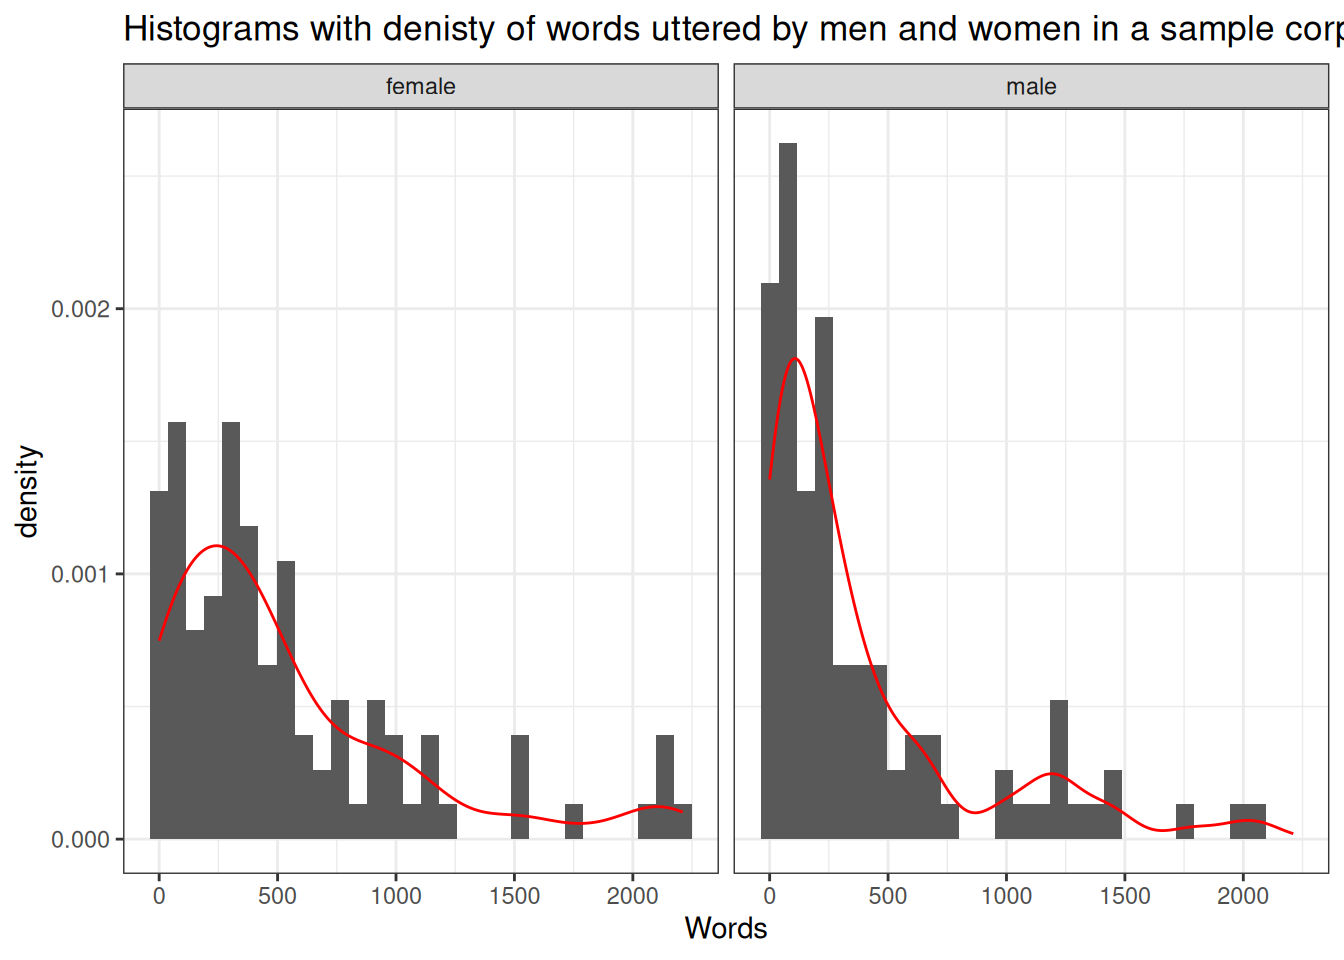 Histograms with denisty of words uttered by men and women in a sample corp
female male
0.002
0.001
0.000
density
0 500 1000 1500 2000 0 500 1000 1500 2000
Words